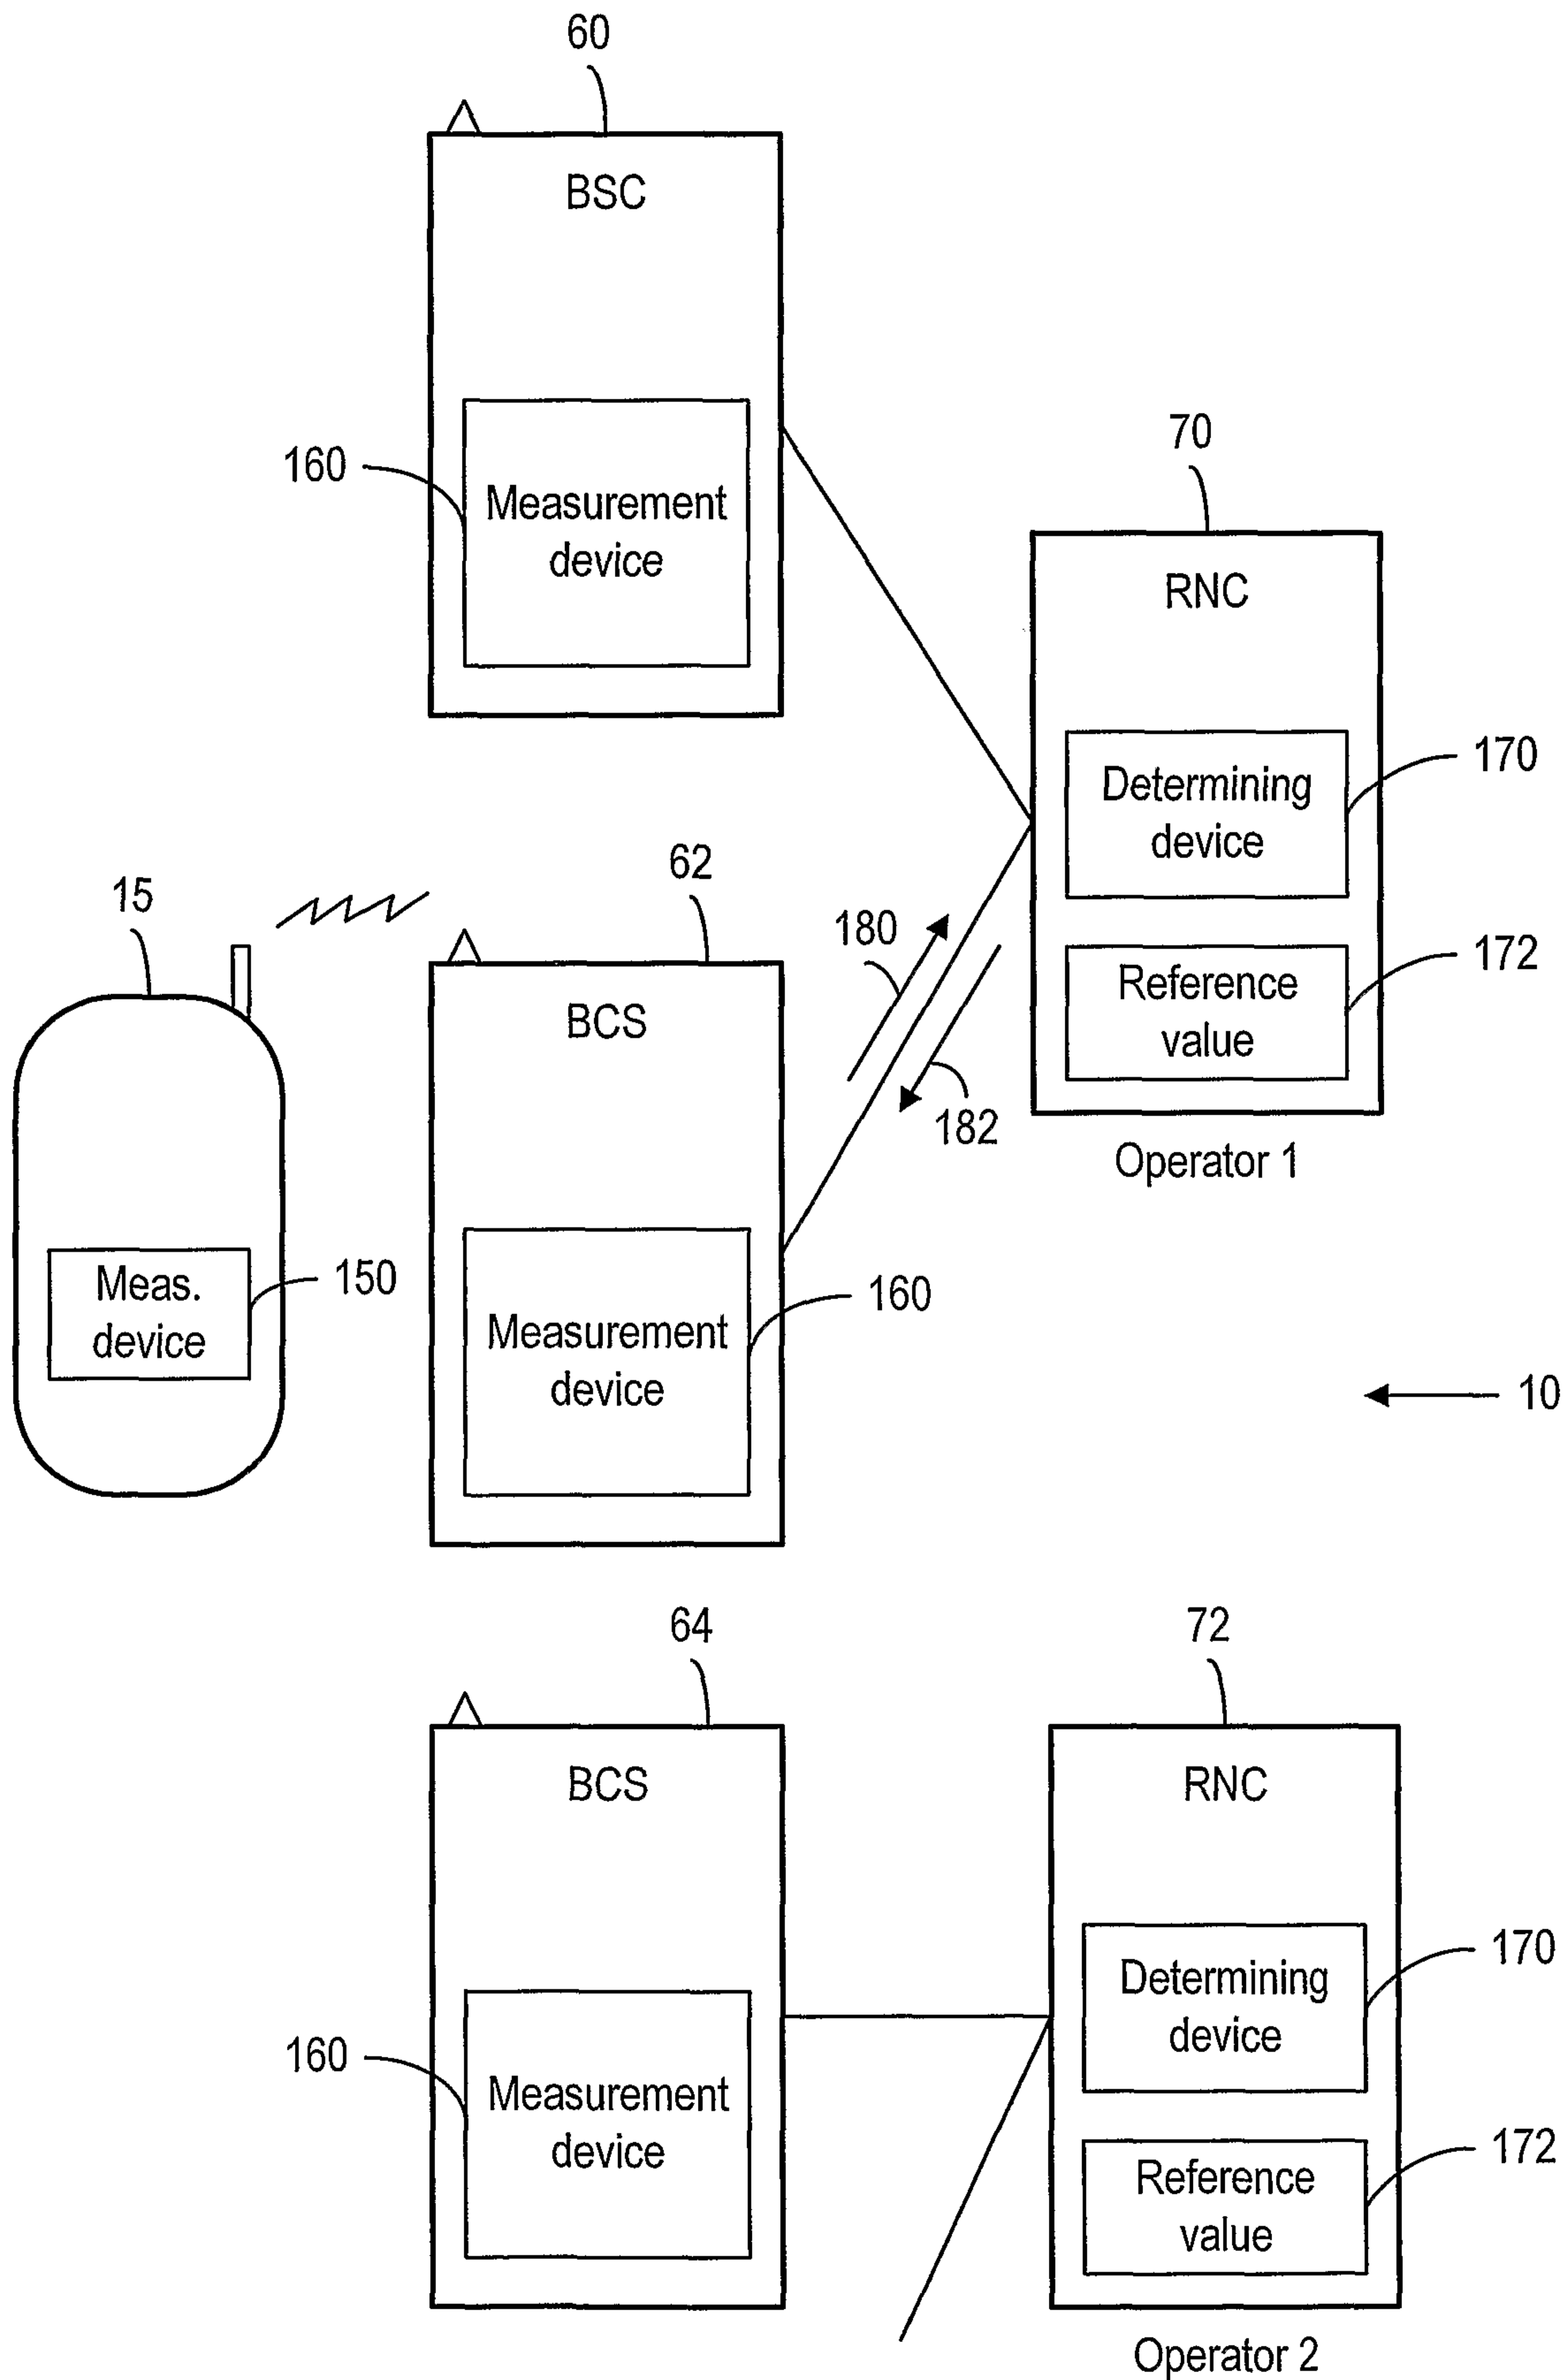 60
BSC
160
Measurement
device
70
RNC
170
Determining
device
172
Reference
value
Operator 1
180
182
15
Meas.
device
150
62
BCS
Measurement
device
160
10
64
BCS
160
Measurement
device
72
RNC
170
Determining
device
172
Reference
value
Operator 2